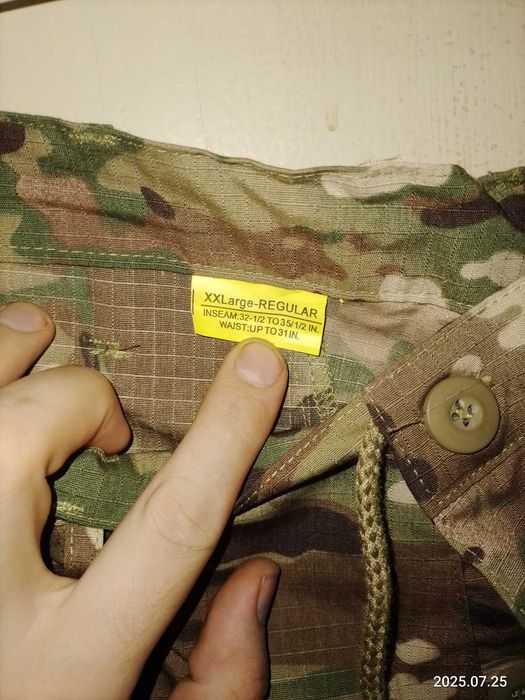 XXLarge-REGULAR
INSEAM:32-1/2 TO 35/1/2 IN.
WAIST:UP TO 31 IN.
2025.07.25